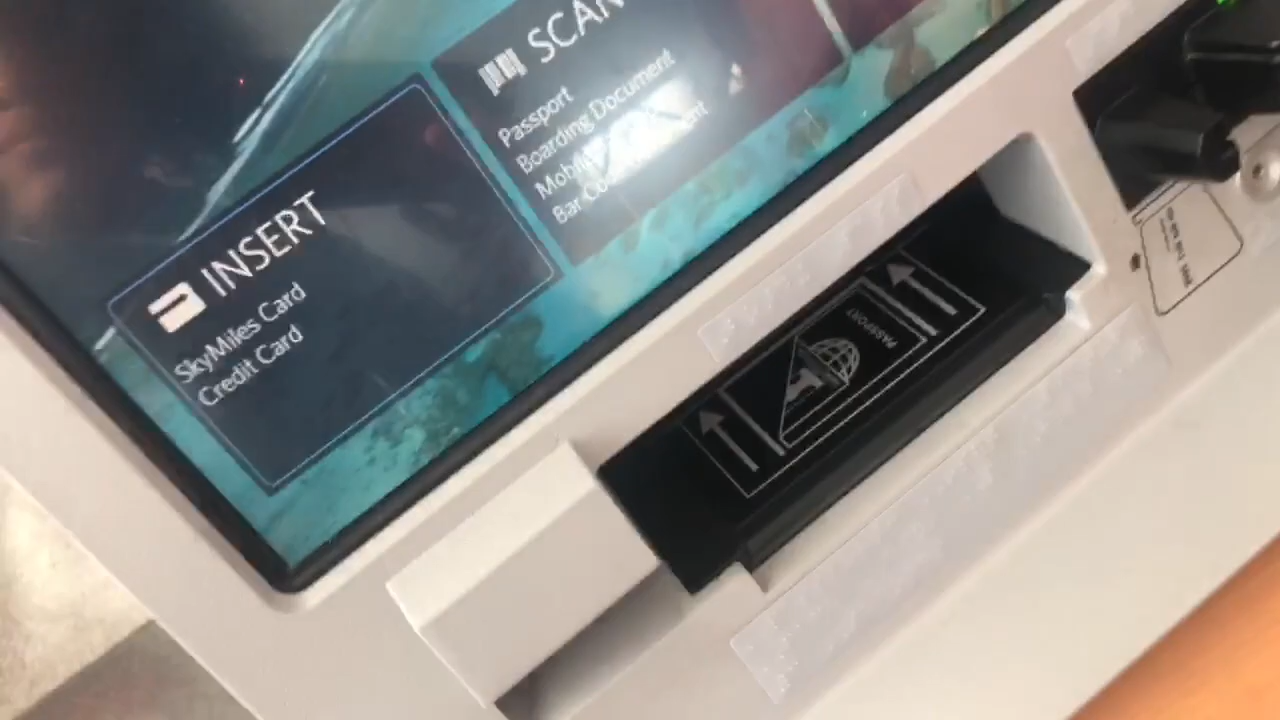 INSERT
SkyMiles Card
Credit Card
SCAN
Passport
Boarding Document
PASSPORT